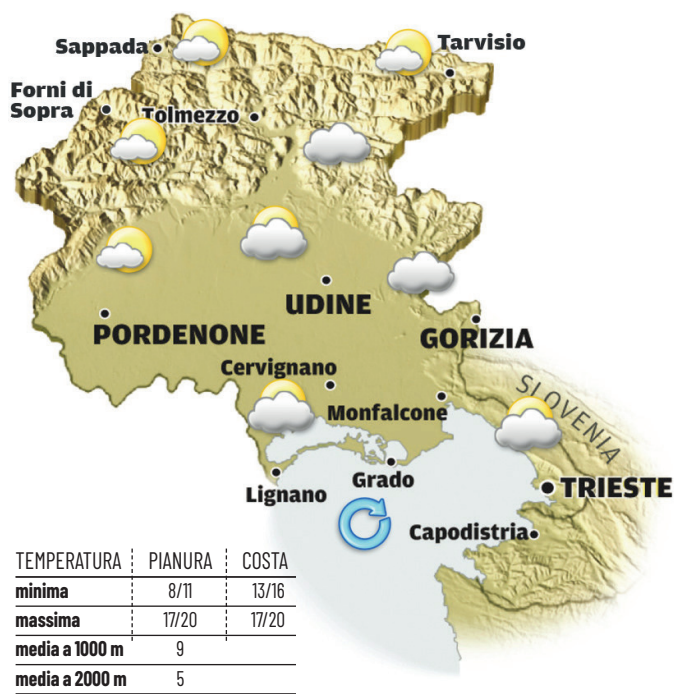 Sappada
Tarvisio
Forni di
Sopra
Tolmezzo
UDINE
PORDENONE
GORIZIA
Cervignano
SLOVENIA
Monfalcone
Grado
Lignano
TRIESTE
Capodistria
TEMPERATURA PIANURA COSTA
minima 8/11 13/16
massima 17/20 17/20
media a 1000 m 9
media a 2000 m 5